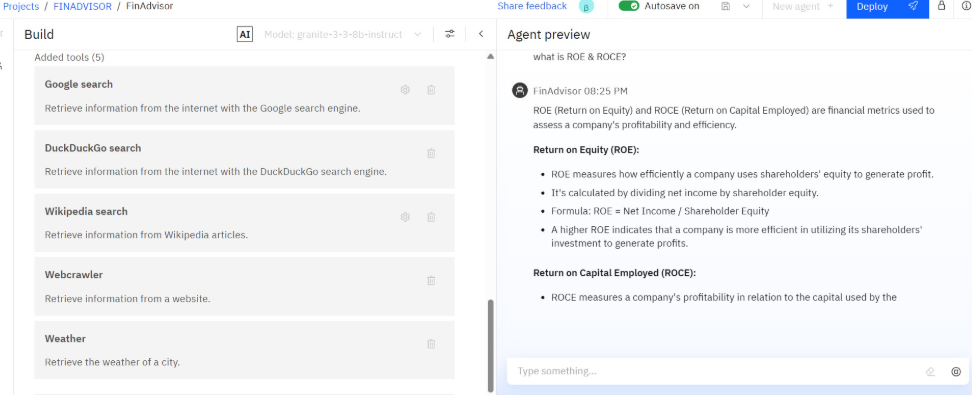 Projects / FINADVISOR / FinAdvisor
Share feedback
β
Autosave on
New agent +
Deploy
Build
AI
Model: granite-3-3-8b-instruct
Agent preview
Added tools (5)
Google search
Retrieve information from the internet with the Google search engine.
DuckDuckGo search
Retrieve information from the internet with the DuckDuckGo search engine.
Wikipedia search
Retrieve information from Wikipedia articles.
Webcrawler
Retrieve information from a website.
Weather
Retrieve the weather of a city.
what is ROE & ROCE?
FinAdvisor 08:25 PM
ROE (Return on Equity) and ROCE (Return on Capital Employed) are financial metrics used to
assess a company's profitability and efficiency.
Return on Equity (ROE):
• ROE measures how efficiently a company uses shareholders' equity to generate profit.
• It's calculated by dividing net income by shareholder equity.
• Formula: ROE = Net Income / Shareholder Equity
• A higher ROE indicates that a company is more efficient in utilizing its shareholders'
investment to generate profits.
Return on Capital Employed (ROCE):
• ROCE measures a company's profitability in relation to the capital used by the
Type something...